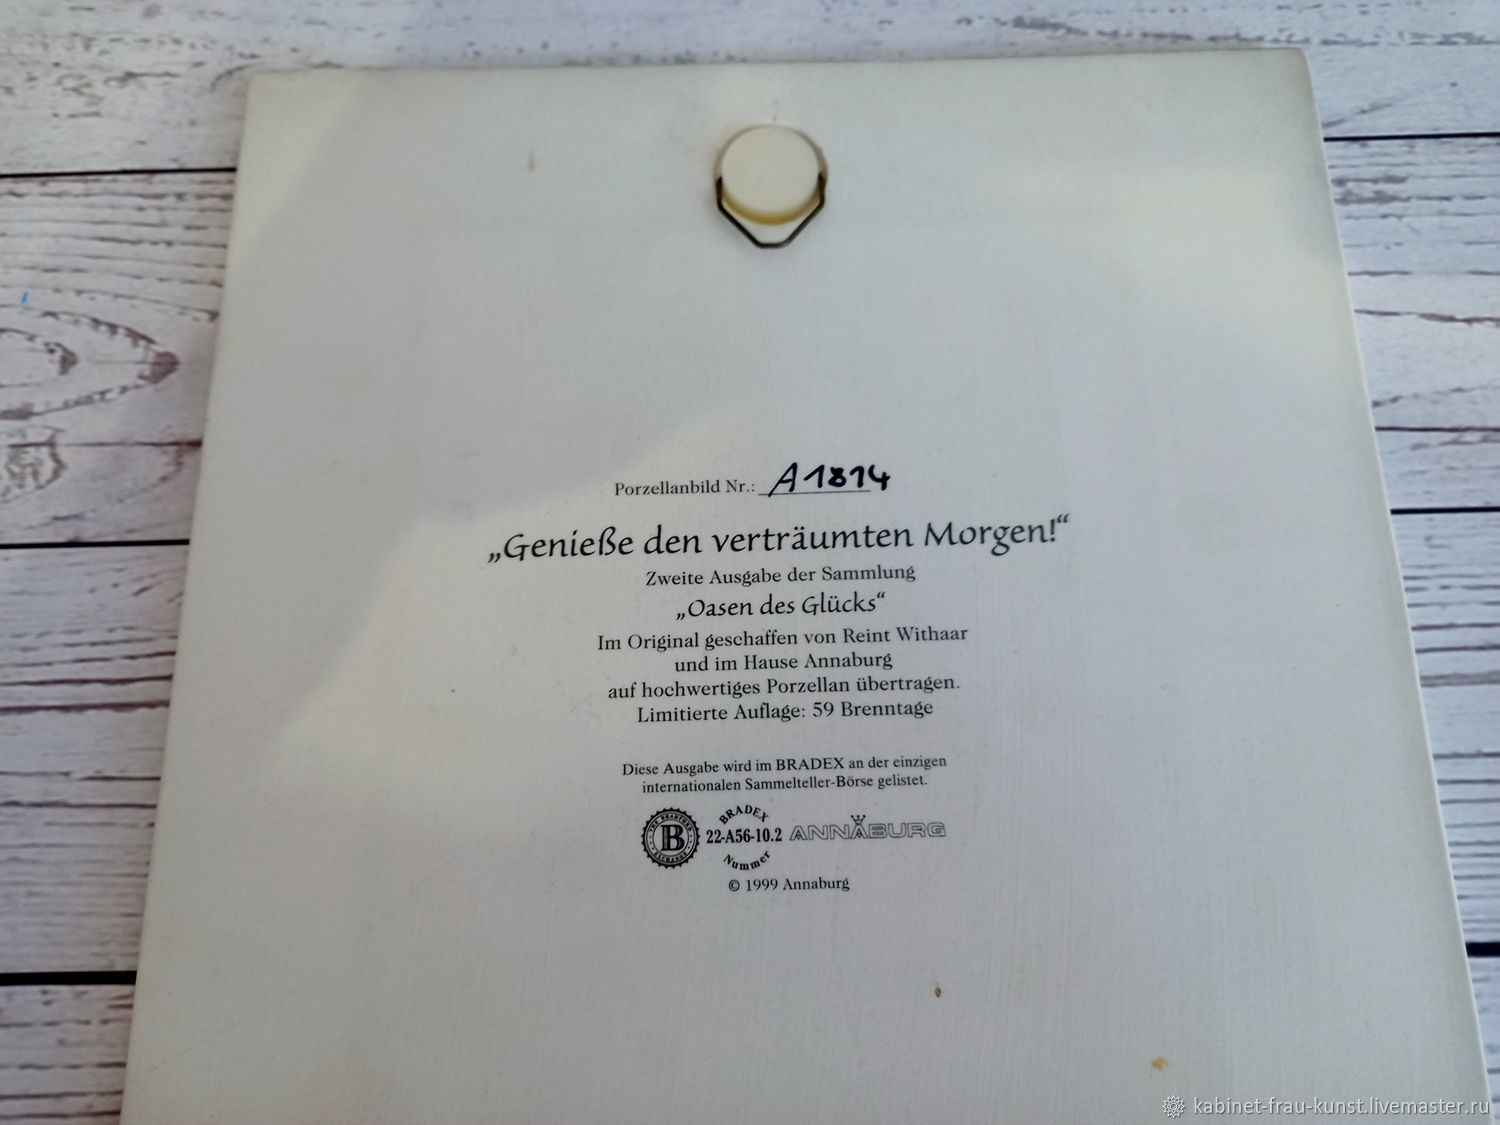 Porzellanbild Nr.: A1814
„Genieße den verträumten Morgen!“
Zweite Ausgabe der Sammlung
„Oasen des Glücks“
Im Original geschaffen von Reint Withaar
und im Hause Annaburg
auf hochwertiges Porzellan übertragen.
Limitierte Auflage: 59 Brenntage
Diese Ausgabe wird im BRADEX an der einzigen
internationalen Sammelteller-Börse gelistet.
THE BRADFORD
B
EXCHANGE
BRADEX
22-A56-10.2
Nummer
ANNABURG
© 1999 Annaburg
kabinet-frau-kunst.livemaster.ru